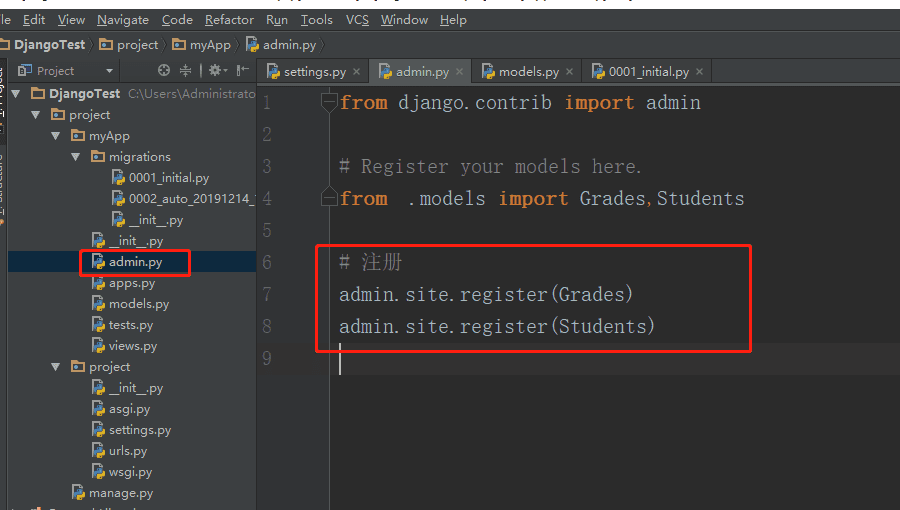 Edit View Navigate Code Refactor Run Tools VCS Window Help
DjangoTest project myApp admin.py
Project settings.py × admin.py × models.py × 0001_initial.py ×
DjangoTest C:\Users\Administrato
project
myApp
migrations
0001_initial.py
0002_auto_20191214_
__init__.py
__init__.py
admin.py
apps.py
models.py
tests.py
views.py
project
__init__.py
asgi.py
settings.py
urls.py
wsgi.py
manage.py
1 from django.contrib import admin
2
3 # Register your models here.
4 from .models import Grades,Students
5
6 # 注册
7 admin.site.register(Grades)
8 admin.site.register(Students)
9